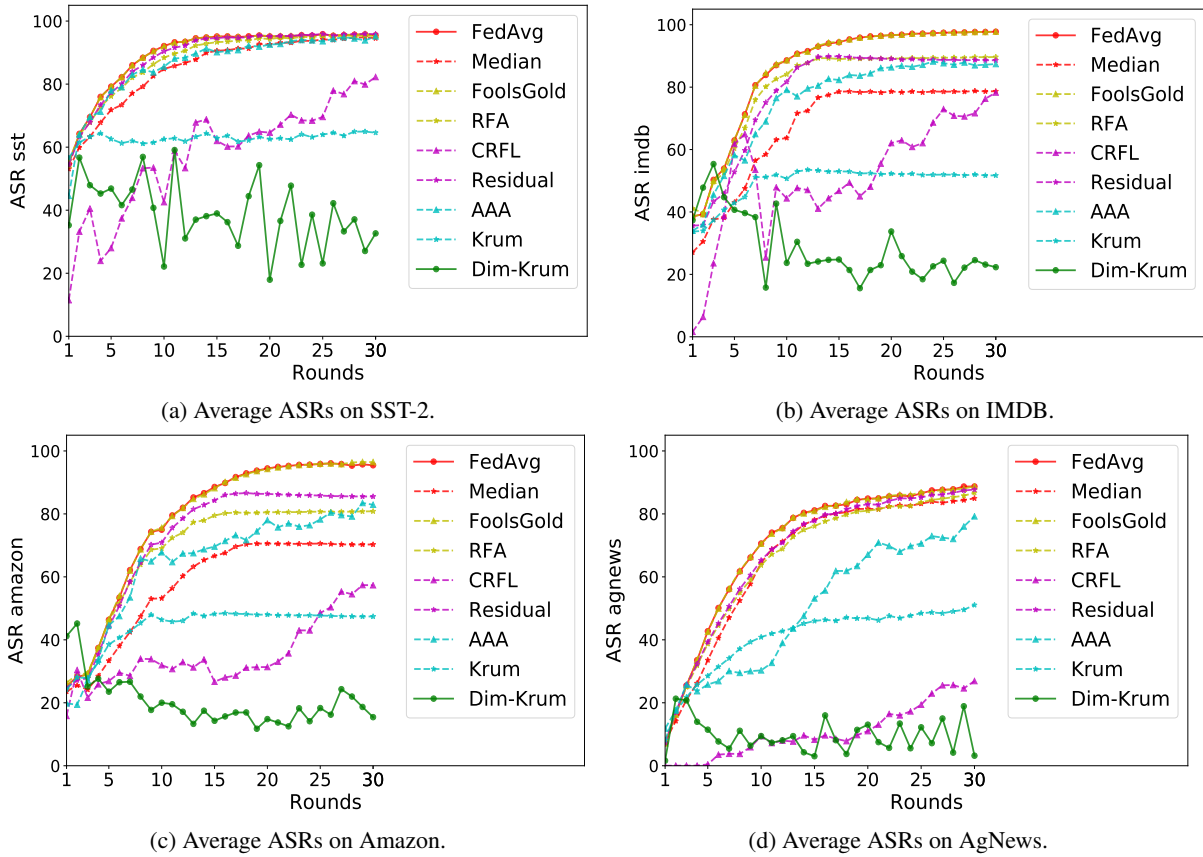 100
80
60
40
20
0
ASR sst
1 5 10 15 20 25 30
Rounds
FedAvg
Median
FoolsGold
RFA
CRFL
Residual
AAA
Krum
Dim-Krum
(a) Average ASRs on SST-2.
100
80
60
40
20
0
ASR imdb
1 5 10 15 20 25 30
Rounds
FedAvg
Median
FoolsGold
RFA
CRFL
Residual
AAA
Krum
Dim-Krum
(b) Average ASRs on IMDB.
100
80
60
40
20
0
ASR amazon
1 5 10 15 20 25 30
Rounds
FedAvg
Median
FoolsGold
RFA
CRFL
Residual
AAA
Krum
Dim-Krum
(c) Average ASRs on Amazon.
100
80
60
40
20
0
ASR agnews
1 5 10 15 20 25 30
Rounds
FedAvg
Median
FoolsGold
RFA
CRFL
Residual
AAA
Krum
Dim-Krum
(d) Average ASRs on AgNews.